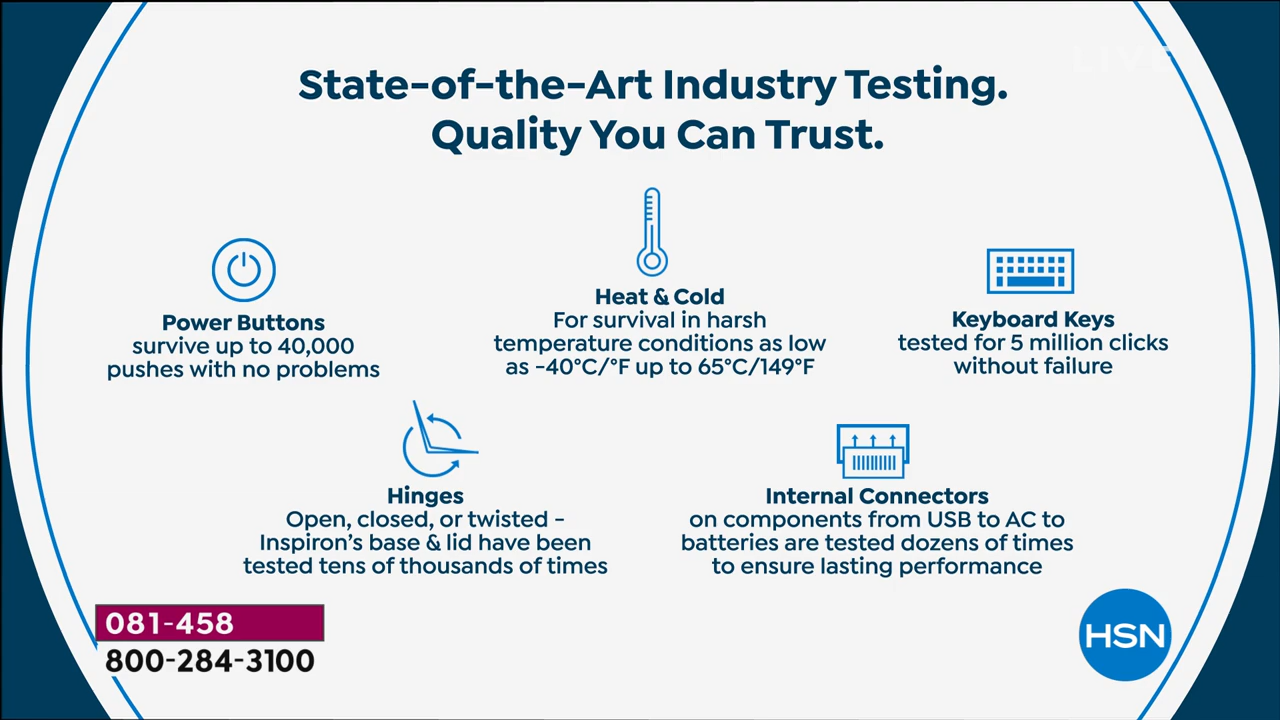 LIVE
State-of-the-Art Industry Testing.
Quality You Can Trust.
Power Buttons
survive up to 40,000
pushes with no problems
Heat & Cold
For survival in harsh
temperature conditions as low
as -40°C/°F up to 65°C/149°F
Keyboard Keys
tested for 5 million clicks
without failure
Hinges
Open, closed, or twisted -
Inspiron's base & lid have been
tested tens of thousands of times
Internal Connectors
on components from USB to AC to
batteries are tested dozens of times
to ensure lasting performance
081-458
800-284-3100
HSN